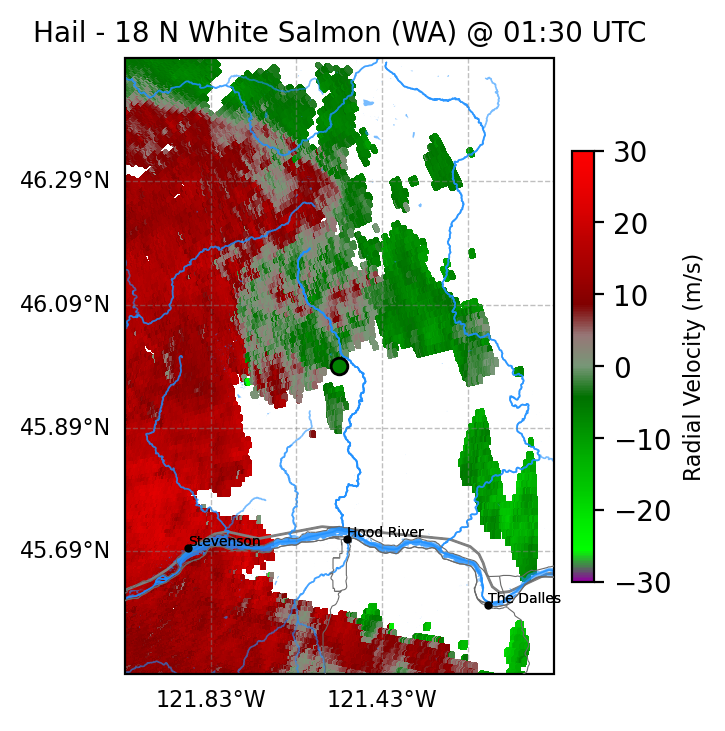 Hail - 18 N White Salmon (WA) @ 01:30 UTC
46.29°N
46.09°N
45.89°N
45.69°N
121.83°W
121.43°W
Stevenson
Hood River
The Dalles
30
20
10
0
−10
−20
−30
Radial Velocity (m/s)